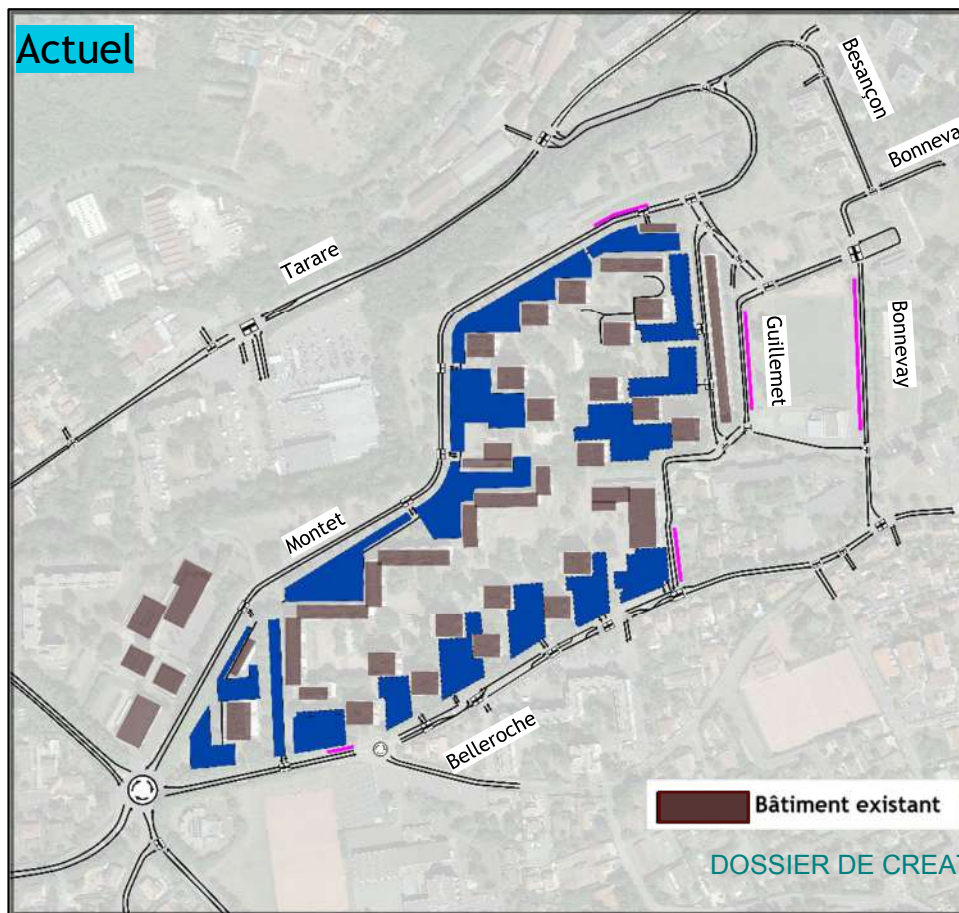 Actuel
Besançon
Bonneva
Tarare
Guillemet
Bonnevay
Montet
Belleroche
Bâtiment existant
DOSSIER DE CREAT